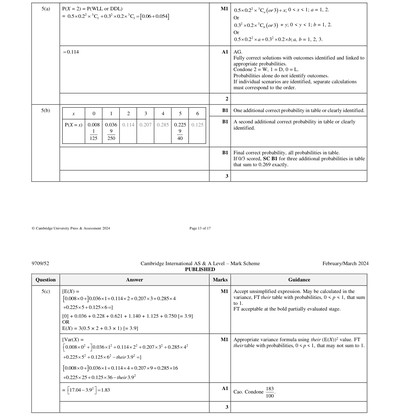 5(a) P(X = 2) = P(WLL or DDL) M1 0.5×0.2² × ³C₂ (or 3) + s; 0 < s < 1, a = 1, 2.
= 0.5×0.2² × ³C₁ + 0.3²×0.2 × ³C₂ = [0.06 + 0.054]
Or
0.3² × 0.2 × ³C₂ (or 3) = y; 0 < y < 1; b = 1, 2.
Or
0.5×0.2² × a + 0.3² × 0.2 × b; a, b = 1, 2, 3.
=0.114 A1 AG.
Fully correct solutions with outcomes identified and linked to
appropriate probabilities.
Condone 2 = W, 1 = D, 0 = L.
Probabilities alone do not identify outcomes.
If individual scenarios are identified, separate calculations
must correspond to the order.
2
5(b) x 0 1 2 3 4 5 6 B1 One additional correct probability in table or clearly identified.
P(X = x) 0.008 0.036 0.114 0.207 0.285 0.225 0.125 B1 A second additional correct probability in table or clearly
identified.
1/125 9/250 9/40
B1 Final correct probability, all probabilities in table.
If 0/3 scored, SC B1 for three additional probabilities in table
that sum to 0.269 exactly.
3
© Cambridge University Press & Assessment 2024 Page 13 of 17
9709/52 Cambridge International AS & A Level – Mark Scheme February/March 2024
PUBLISHED
Question Answer Marks Guidance
5(c) [E(X) = M1 Accept unsimplified expression. May be calculated in the
variance, FT their table with probabilities, 0 < p < 1, that sum
to 1.
FT acceptable at the bold partially evaluated stage.
[0.008×0+]0.036×1+0.114×2+0.207×3+0.285×4
+0.225×5+0.125×6 =]
[0] + 0.036 + 0.228 + 0.621 + 1.140 + 1.125 + 0.750 [= 3.9]
OR
E(X) = 3(0.5 × 2 + 0.3 × 1) [= 3.9]
[Var(X) = M1 Appropriate variance formula using their (E(X))² value. FT
their table with probabilities, 0 < p < 1, that may not sum to 1.
[0.008×0²+]0.036×1²+0.114×2²+0.207×3²+0.285×4²
+0.225×5²+0.125×6² – their 3.9² =]
[0.008×0+]0.036×1+0.114×4+0.207×9+0.285×16
+0.225×25+0.125×36 – their 3.9²
= [17.04 – 3.9² =] 1.83 A1 Cao. Condone 183/100
3